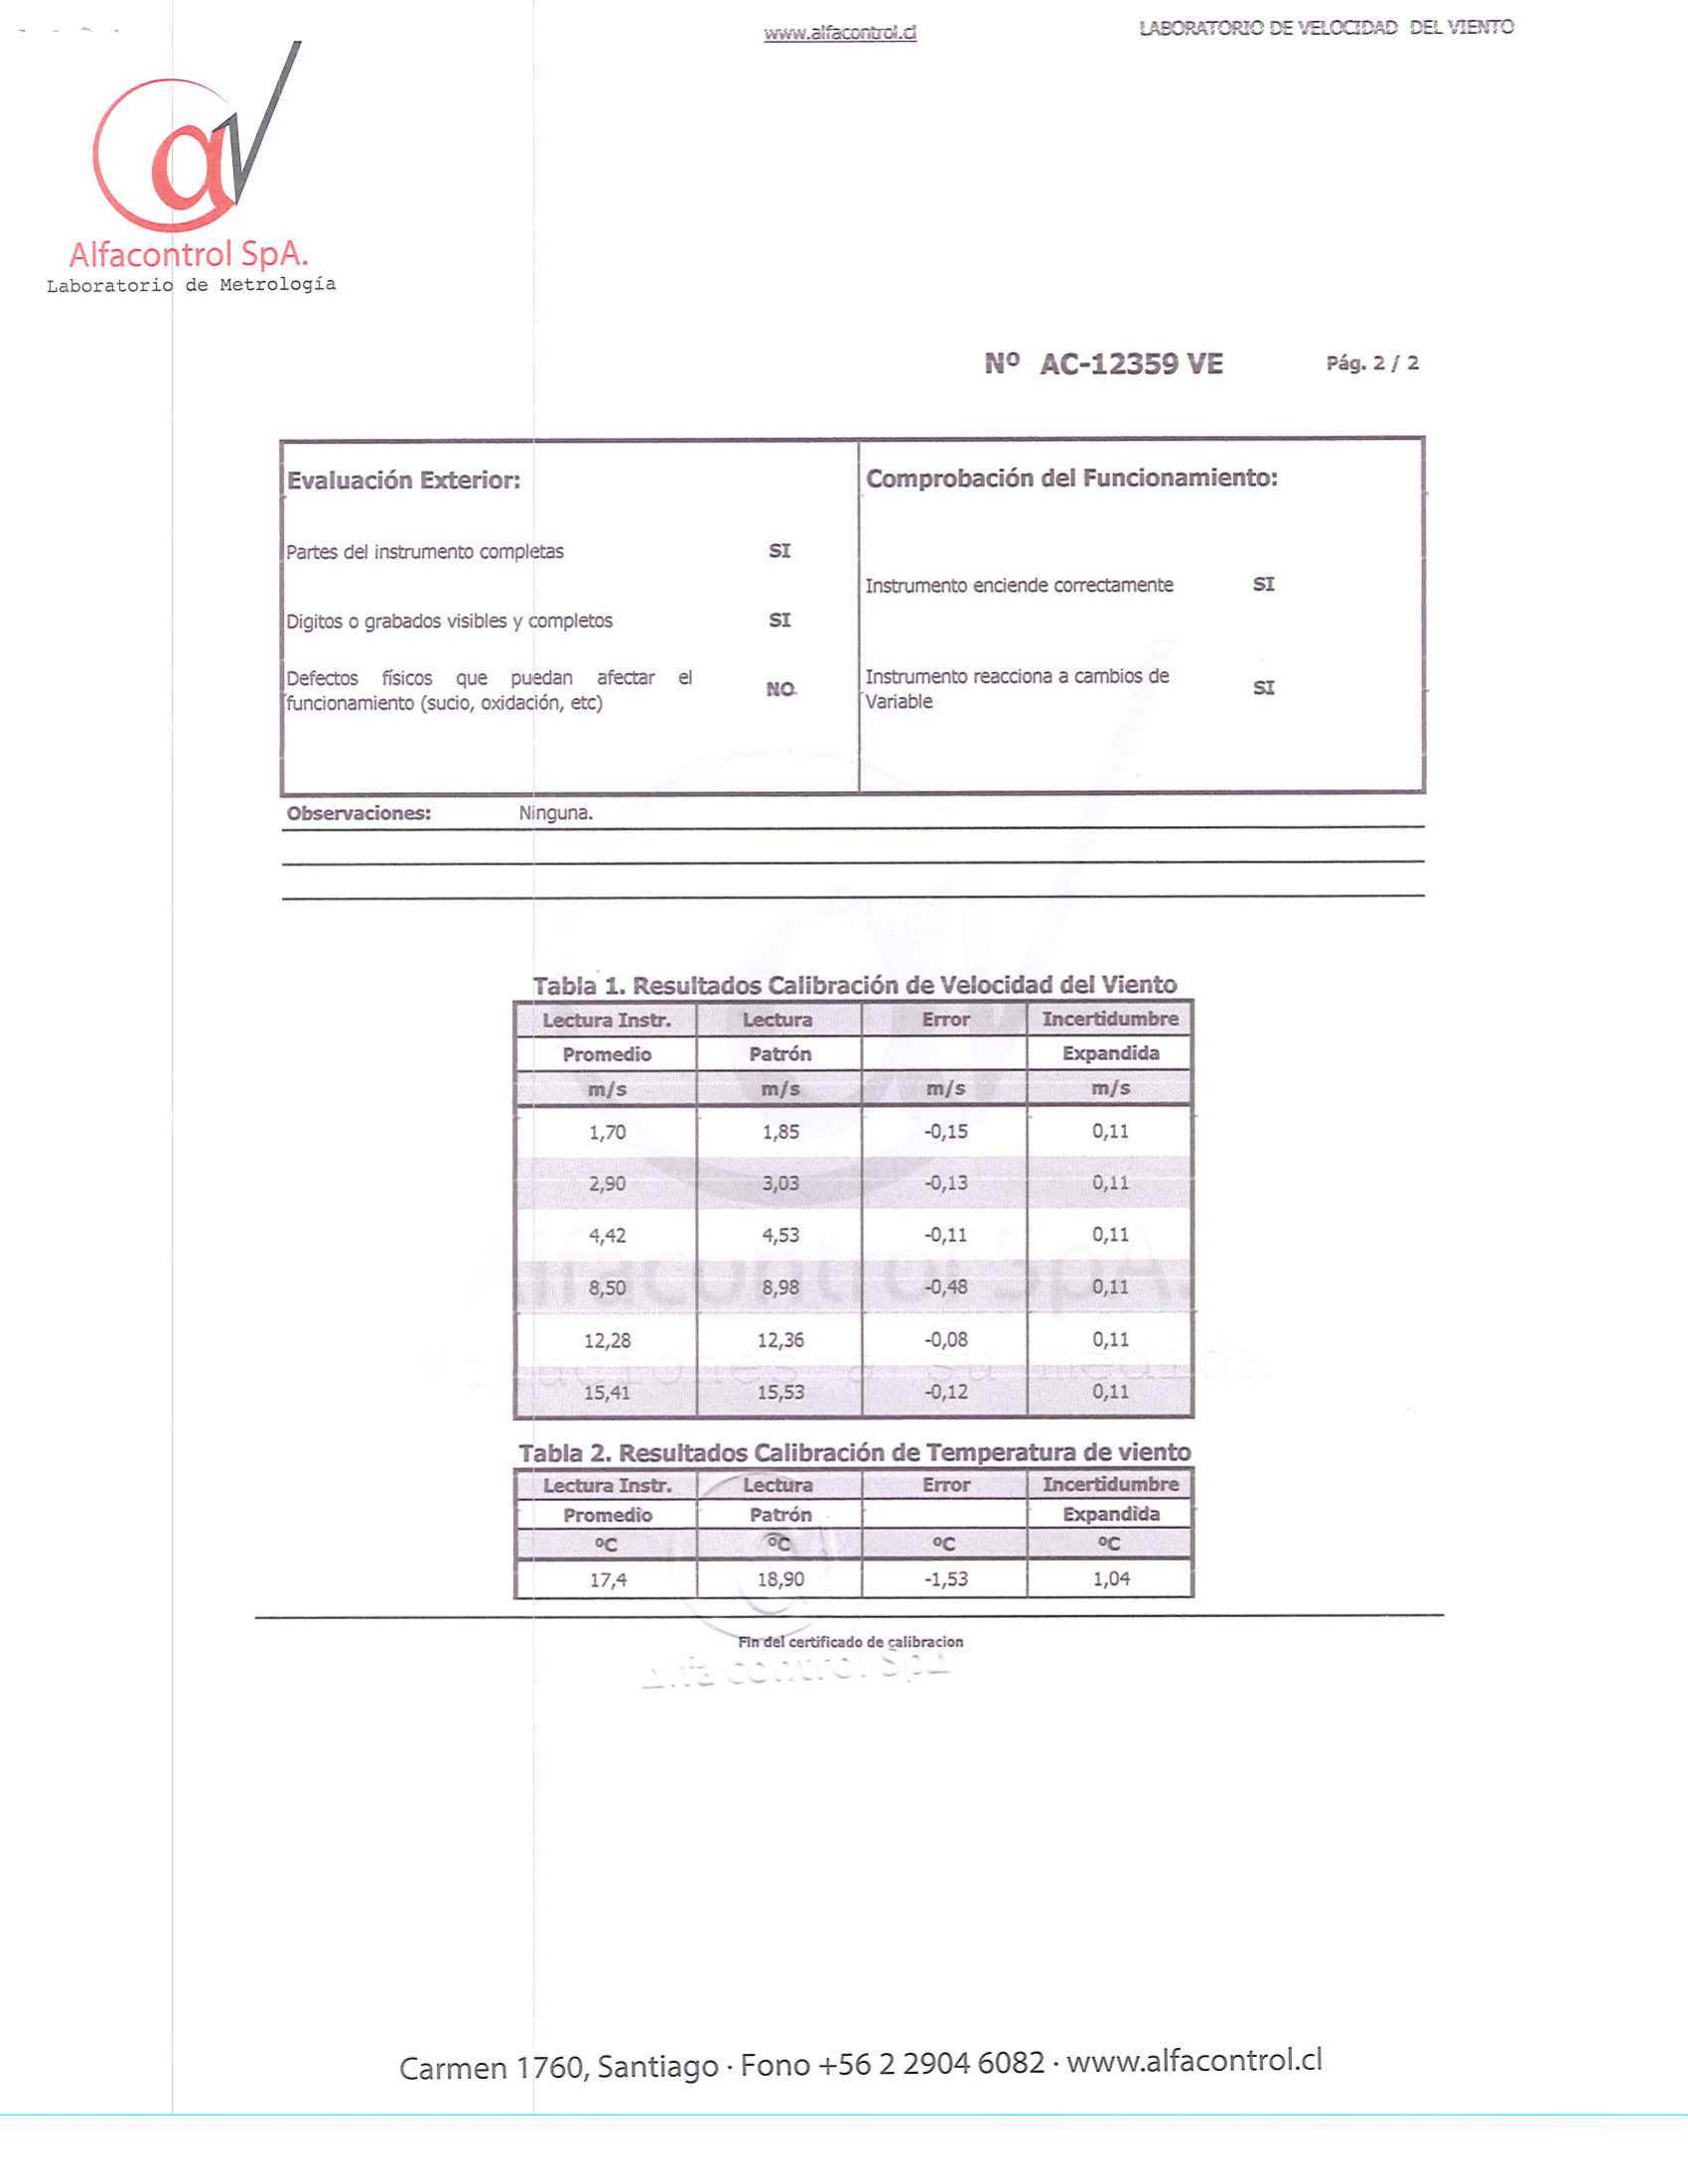 www.alfacontrol.cl
LABORATORIO DE VELOCIDAD DEL VIENTO
a
Alfacontrol SpA.
Laboratorio de Metrología
Nº AC-12359 VE Pág. 2 / 2
Evaluación Exterior:
Partes del instrumento completas SI
Digitos o grabados visibles y completos SI
Defectos físicos que puedan afectar el
funcionamiento (sucio, oxidación, etc) NO
Comprobación del Funcionamiento:
Instrumento enciende correctamente SI
Instrumento reacciona a cambios de
Variable SI
Observaciones: Ninguna.
Tabla 1. Resultados Calibración de Velocidad del Viento
Lectura Instr. Lectura Error Incertidumbre
Promedio Patrón Expandida
m/s m/s m/s m/s
1,70 1,85 -0,15 0,11
2,90 3,03 -0,13 0,11
4,42 4,53 -0,11 0,11
8,50 8,98 -0,48 0,11
12,28 12,36 -0,08 0,11
15,41 15,53 -0,12 0,11
Alfacontrol SpA.
Tabla 2. Resultados Calibración de Temperatura de viento
Lectura Instr. Lectura Error Incertidumbre
Promedio Patrón Expandida
ºC ºC ºC ºC
17,4 18,90 -1,53 1,04
Fin del certificado de calibracion
Alfa control SpA
Carmen 1760, Santiago · Fono +56 2 2904 6082 · www.alfacontrol.cl